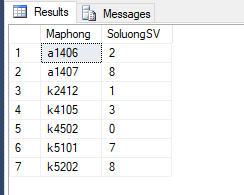 Results Messages
Maphong SoluongSV
1 a1406 2
2 a1407 8
3 k2412 1
4 k4105 3
5 k4502 0
6 k5101 7
7 k5202 8